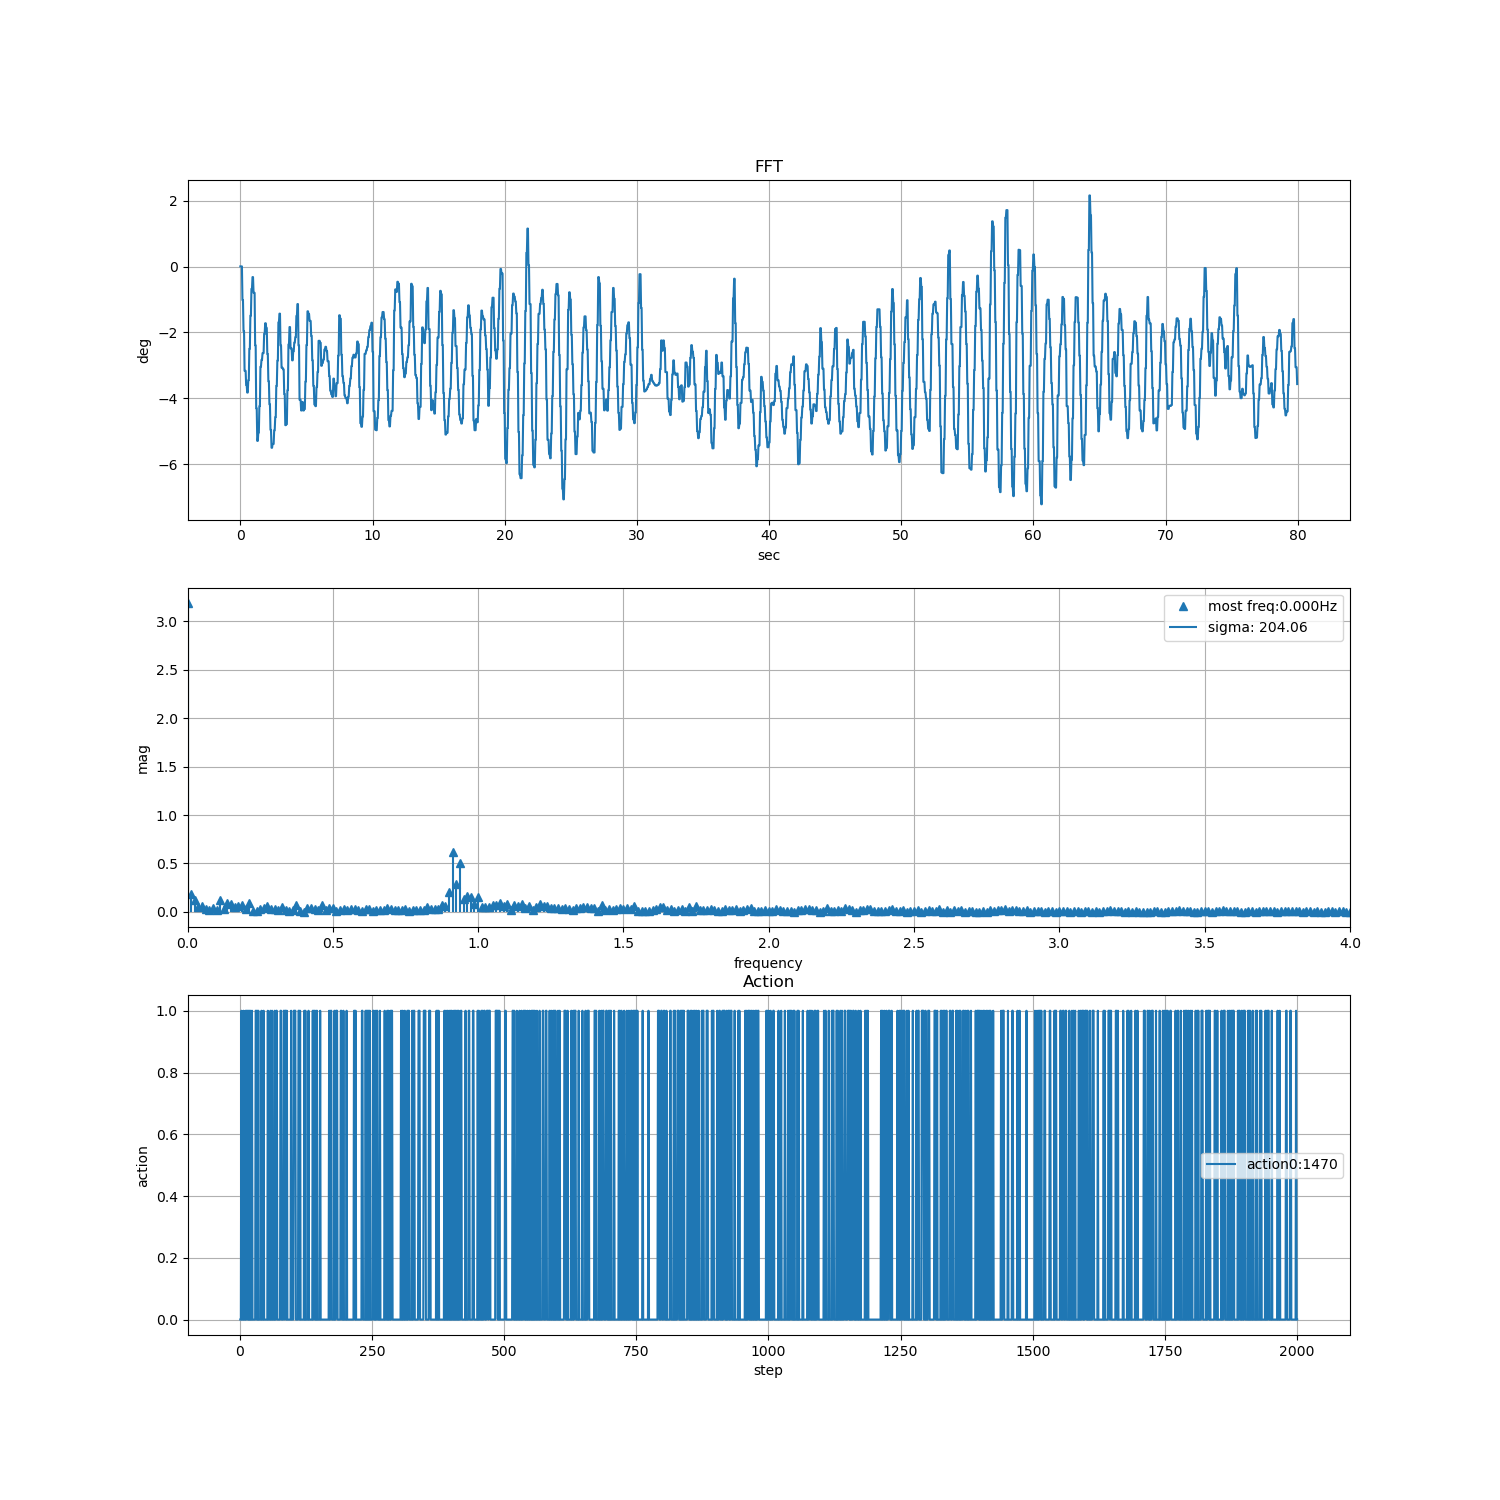 FFT
2
0
−2
−4
−6
deg
0 10 20 30 40 50 60 70 80
sec
3.0
2.5
2.0
1.5
1.0
0.5
0.0
mag
most freq:0.000Hz
sigma: 204.06
0.0 0.5 1.0 1.5 2.0 2.5 3.0 3.5 4.0
frequency
Action
1.0
0.8
0.6
0.4
0.2
0.0
action
action0:1470
0 250 500 750 1000 1250 1500 1750 2000
step